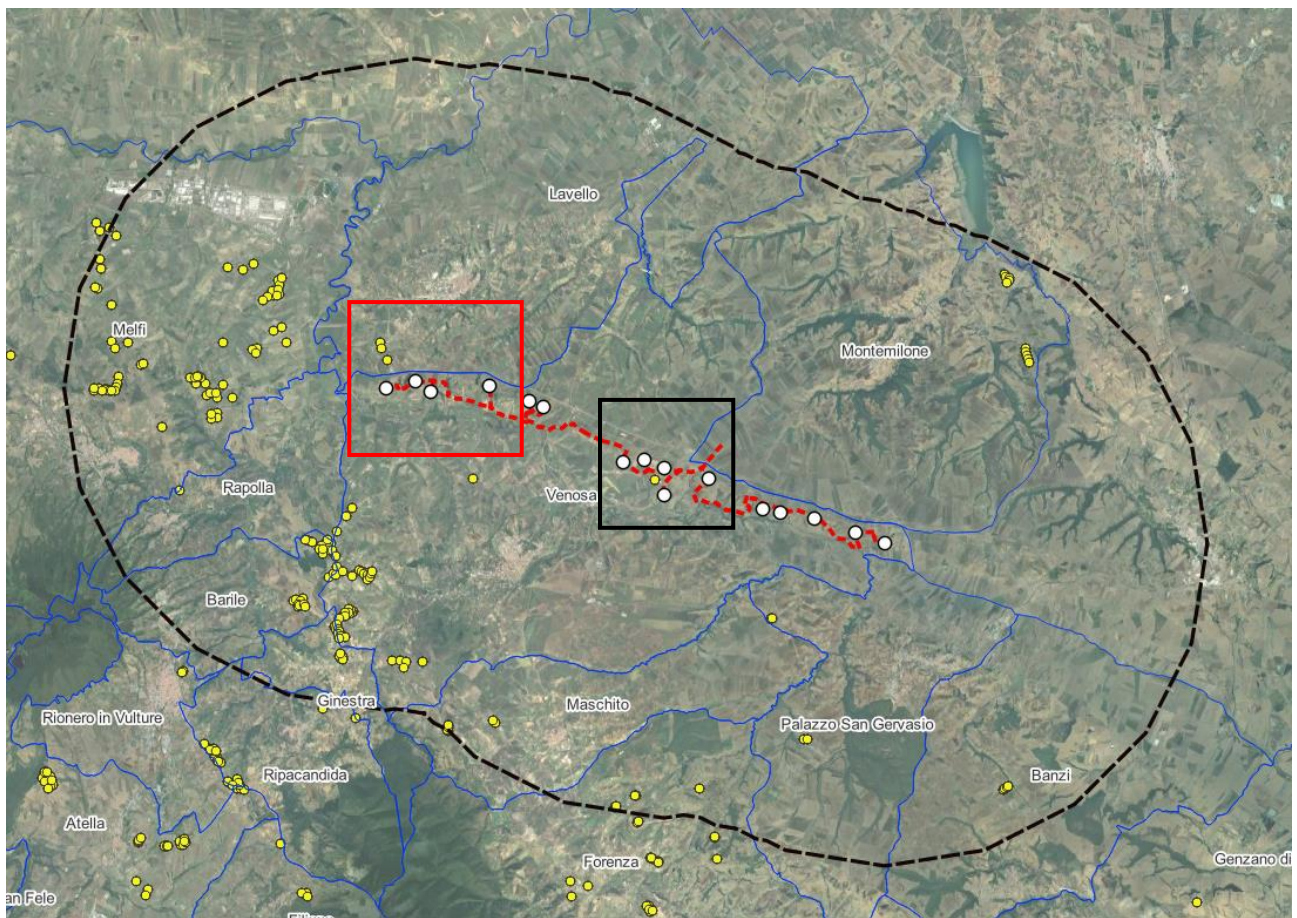 Lavello
Melfi
Montemilone
Rapolla
Venosa
Barile
Ginestra
Maschito
Rionero in Vulture
Palazzo San Gervasio
Ripacandida
Banzi
Atella
Forenza
Genzano di
an Fele